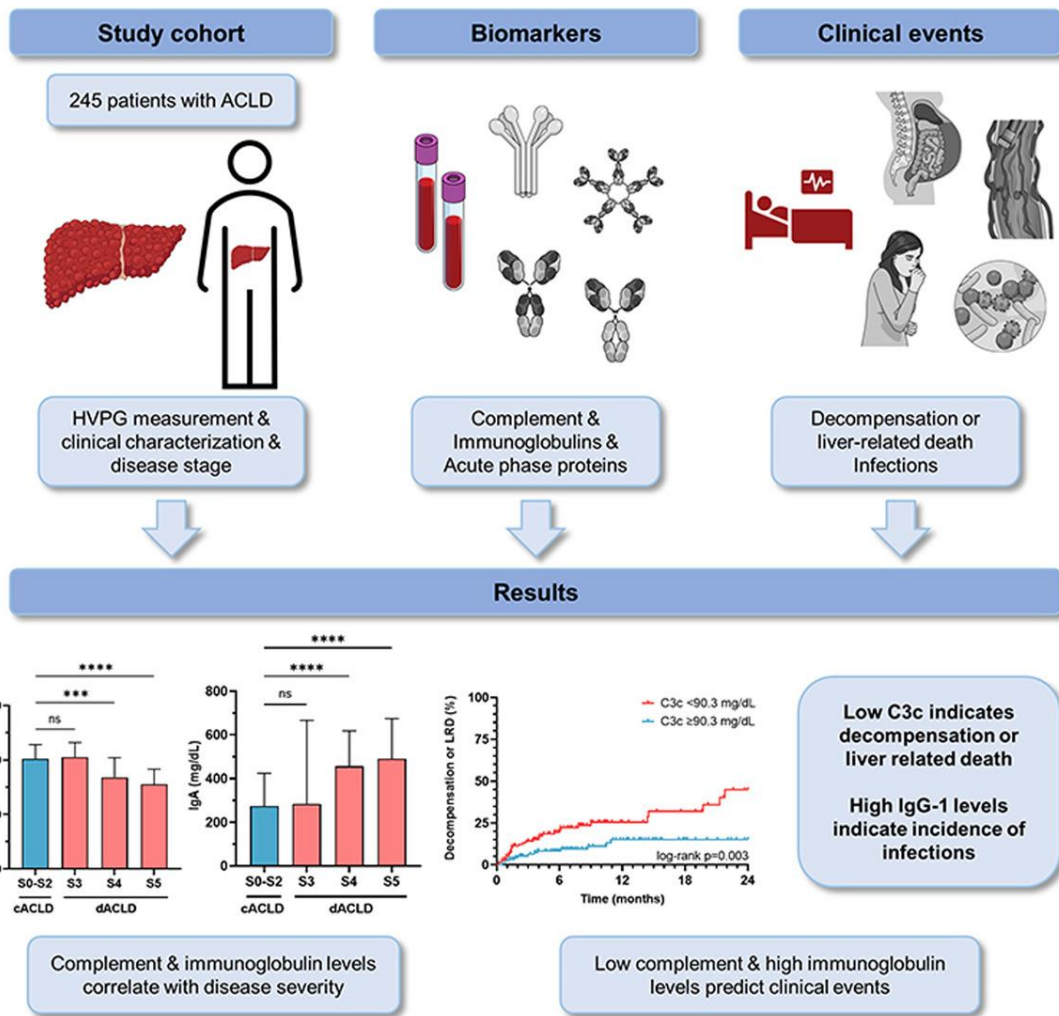 Study cohort
Biomarkers
Clinical events
245 patients with ACLD
HVPG measurement &
clinical characterization &
disease stage
Complement &
Immunoglobulins &
Acute phase proteins
Decompensation or
liver-related death
Infections
Results
****
***
ns
S0-S2 S3 S4 S5
cACLD dACLD
****
****
ns
IgA (mg/dL)
800
600
400
200
0
S0-S2 S3 S4 S5
cACLD dACLD
Decompensation or LRID (%)
100
75
50
25
0
C3c <90.3 mg/dL
C3c ≥90.3 mg/dL
log-rank p=0.003
0 6 12 18 24
Time (months)
Low C3c indicates
decompensation or
liver related death
High IgG-1 levels
indicate incidence of
infections
Complement & immunoglobulin levels
correlate with disease severity
Low complement & high immunoglobulin
levels predict clinical events